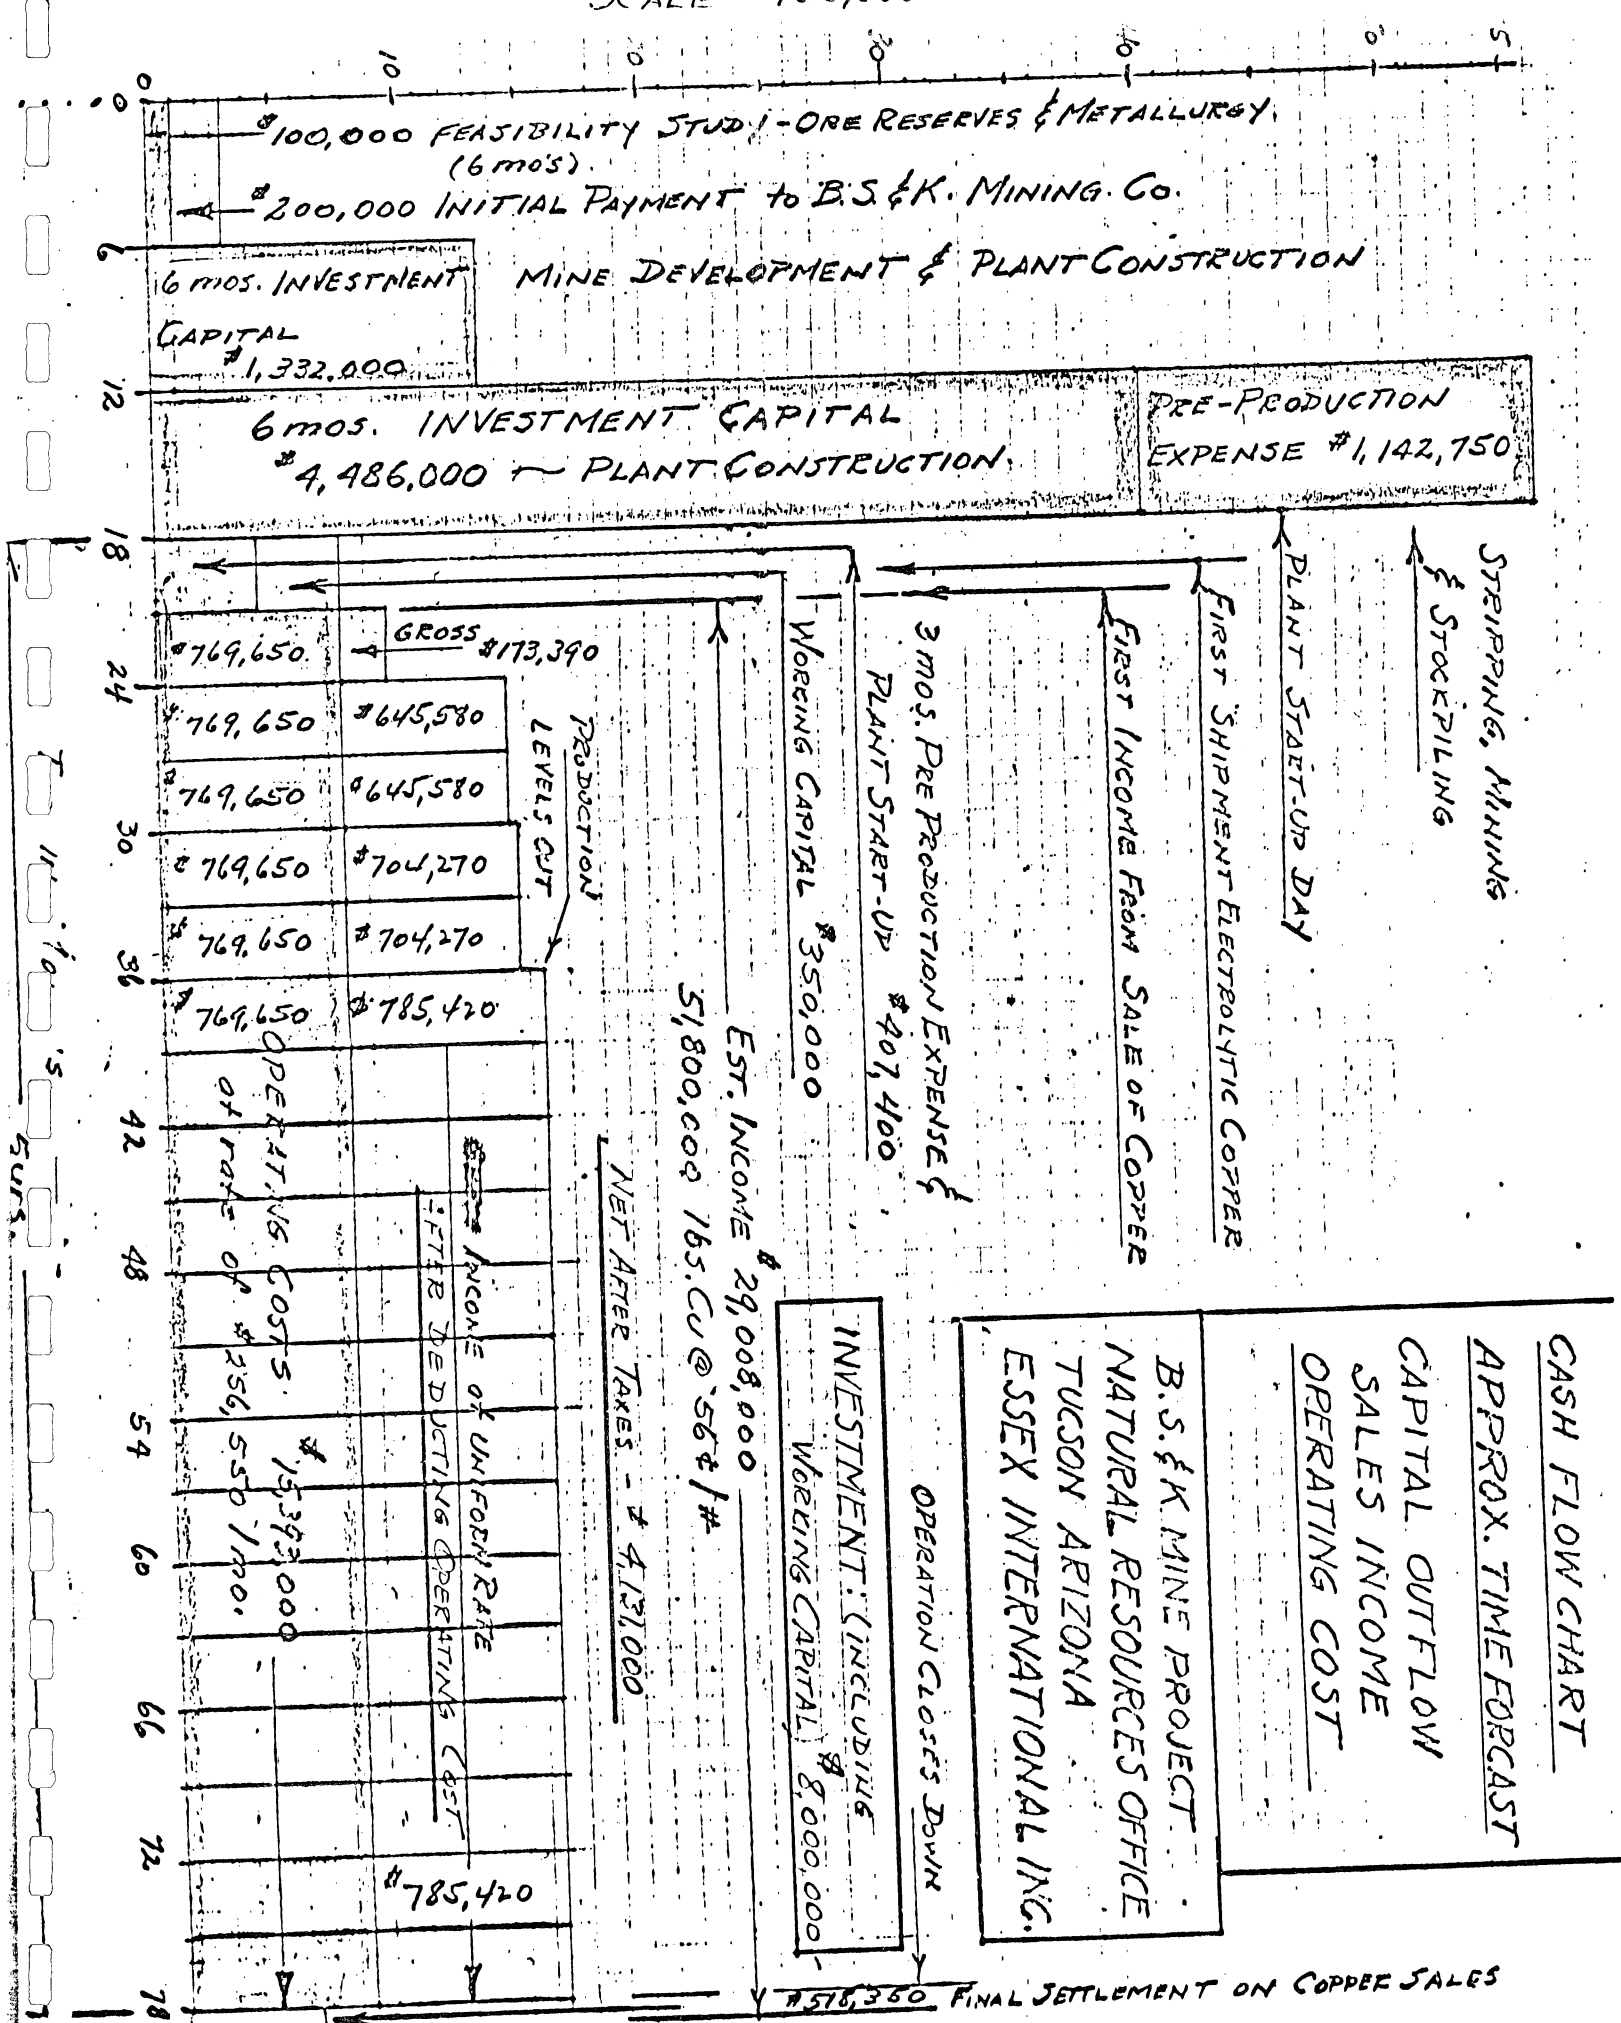 SCALE
0 10 20 30 40 50
0
$100,000 FEASIBILITY STUDY-ORE RESERVES & METALLURGY
(6 mo's).
$200,000 INITIAL PAYMENT to B.S.&K. MINING. CO.
6
6 mos. INVESTMENT
CAPITAL
$1,332,000
MINE DEVELOPMENT & PLANT CONSTRUCTION
12
6 mos. INVESTMENT CAPITAL
$4,486,000 ~ PLANT CONSTRUCTION.
PRE-PRODUCTION
EXPENSE $1,142,750
18
STRIPPING, MINING
& STOCKPILING
PLANT START-UP DAY
FIRST SHIPMENT ELECTROLYTIC COPPER
FIRST INCOME FROM SALE OF COPPER
3 mos. PRE PRODUCTION EXPENSE &
PLANT START-UP $407,400
WORKING CAPITAL $350,000
EST. INCOME $29,008,000
51,800,000 lbs. Cu @ 56¢/#
NET AFTER TAXES - $4,131,000
PRODUCTION
LEVELS OUT
$769,650 GROSS $173,390
24
$769,650 $645,580
$769,650 $645,580
30
$769,650 $704,270
$769,650 $704,270
36
$769,650 $785,420
42
48
54
60
66
72
78
INCOME OF UNIFORM RATE
AFTER DEDUCTING OPERATING COST
OPERATING COSTS. $15,393,000
at rate of $256,550/mo.
$785,420
CASH FLOW CHART
APPROX. TIME FORCAST
CAPITAL OUTFLOW
SALES INCOME
OPERATING COST
B.S.&K MINE PROJECT
NATURAL RESOURCES OFFICE
TUCSON ARIZONA
ESSEX INTERNATIONAL INC.
OPERATION CLOSES DOWN
INVESTMENT: (INCLUDING
WORKING CAPITAL) $8,000,000-
$518,350 FINAL SETTLEMENT ON COPPER SALES